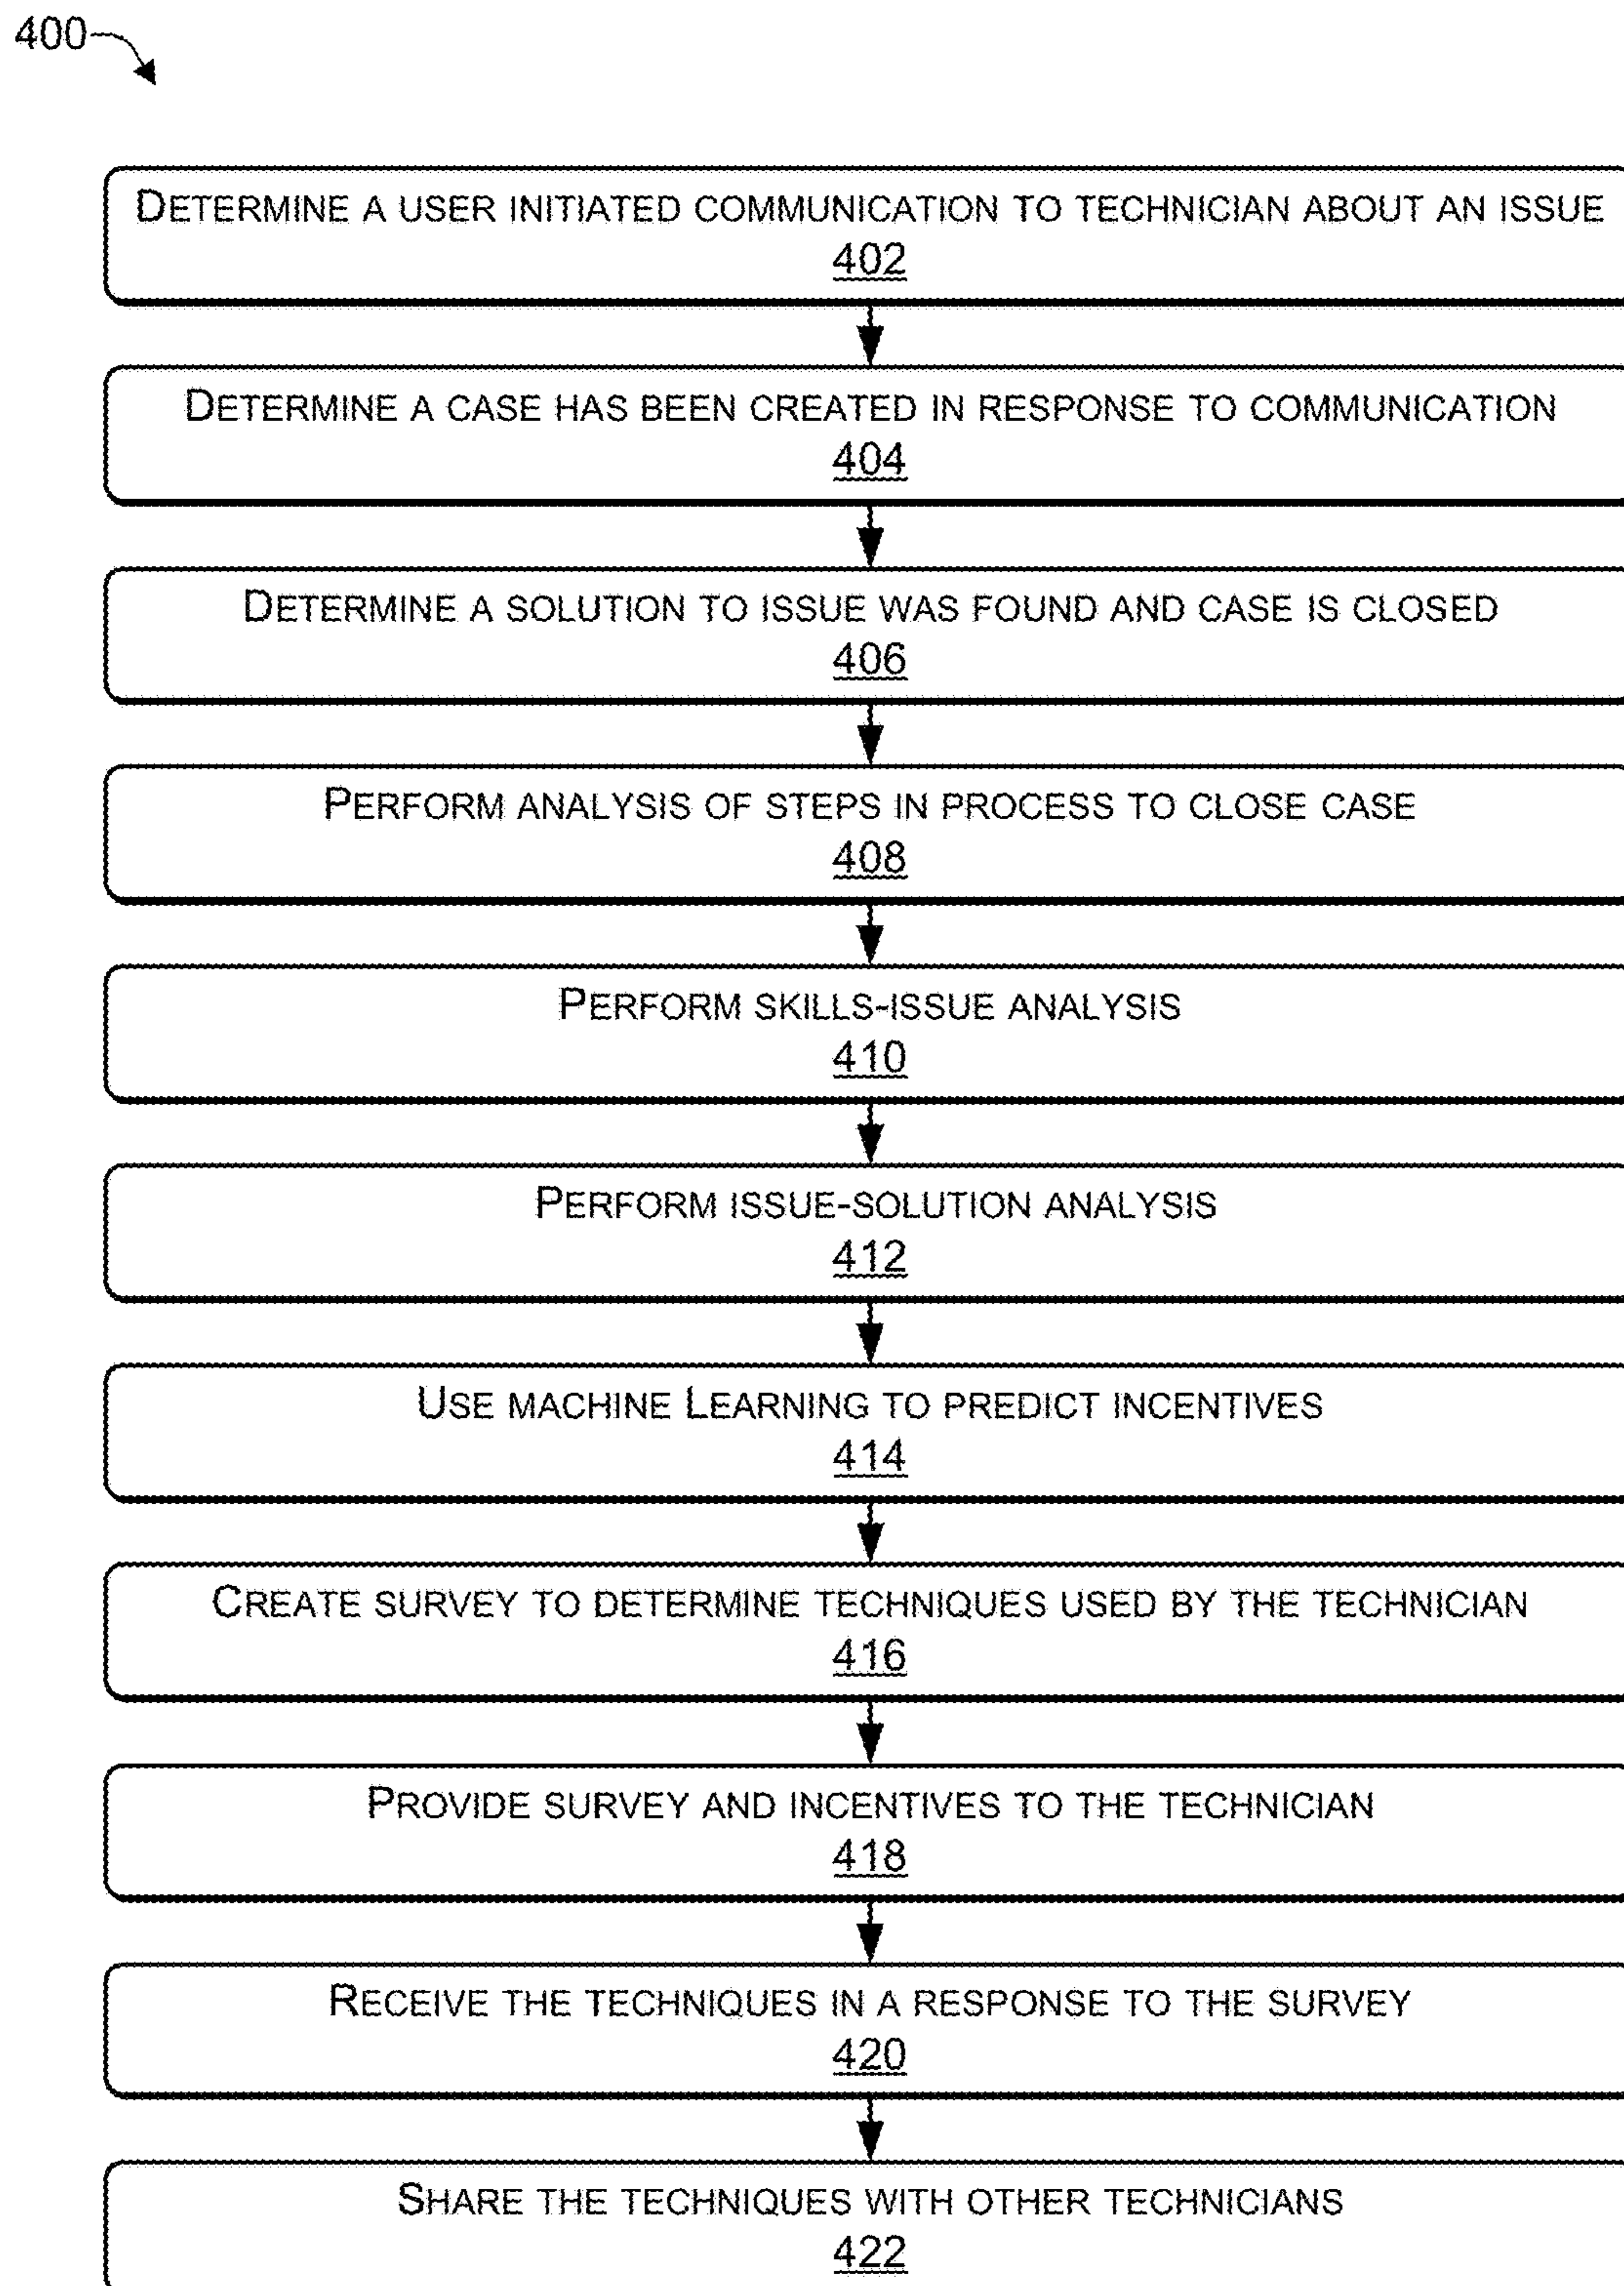 400
DETERMINE A USER INITIATED COMMUNICATION TO TECHNICIAN ABOUT AN ISSUE
402
DETERMINE A CASE HAS BEEN CREATED IN RESPONSE TO COMMUNICATION
404
DETERMINE A SOLUTION TO ISSUE WAS FOUND AND CASE IS CLOSED
406
PERFORM ANALYSIS OF STEPS IN PROCESS TO CLOSE CASE
408
PERFORM SKILLS-ISSUE ANALYSIS
410
PERFORM ISSUE-SOLUTION ANALYSIS
412
USE MACHINE LEARNING TO PREDICT INCENTIVES
414
CREATE SURVEY TO DETERMINE TECHNIQUES USED BY THE TECHNICIAN
416
PROVIDE SURVEY AND INCENTIVES TO THE TECHNICIAN
418
RECEIVE THE TECHNIQUES IN A RESPONSE TO THE SURVEY
420
SHARE THE TECHNIQUES WITH OTHER TECHNICIANS
422